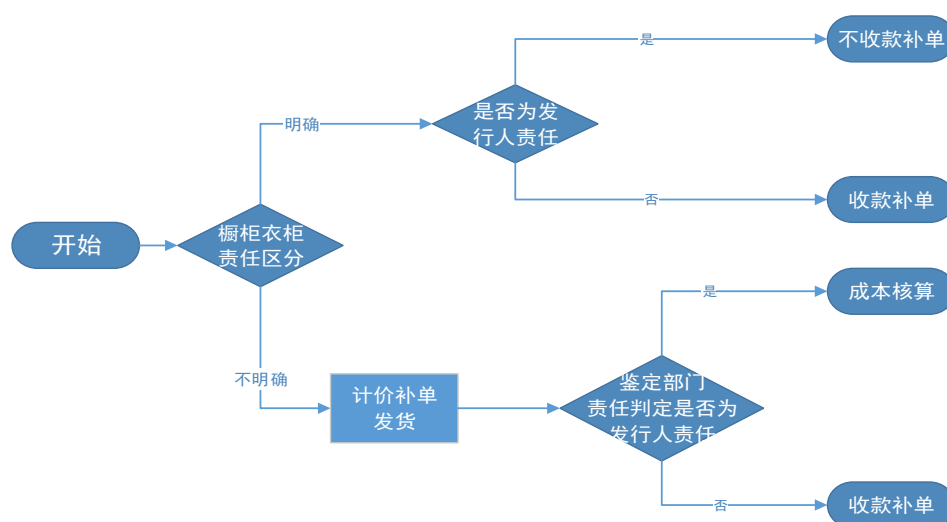 是
不收款补单
是否为发
行人责任
明确
否
收款补单
开始
橱柜衣柜
责任区分
是
成本核算
不明确
计价补单
发货
鉴定部门
责任判定是否为
发行人责任
否
收款补单